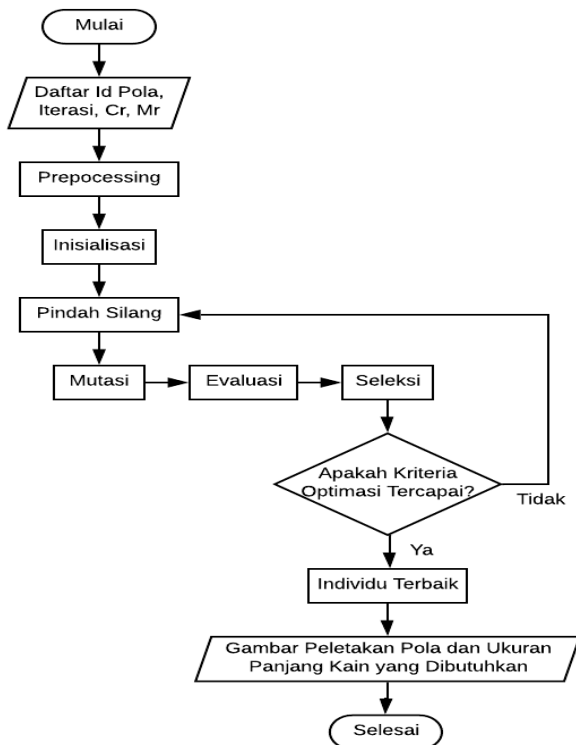 Mulai
Daftar Id Pola,
Iterasi, Cr, Mr
Prepocessing
Inisialisasi
Pindah Silang
Mutasi
Evaluasi
Seleksi
Apakah Kriteria
Optimasi Tercapai?
Tidak
Ya
Individu Terbaik
Gambar Peletakan Pola dan Ukuran
Panjang Kain yang Dibutuhkan
Selesai